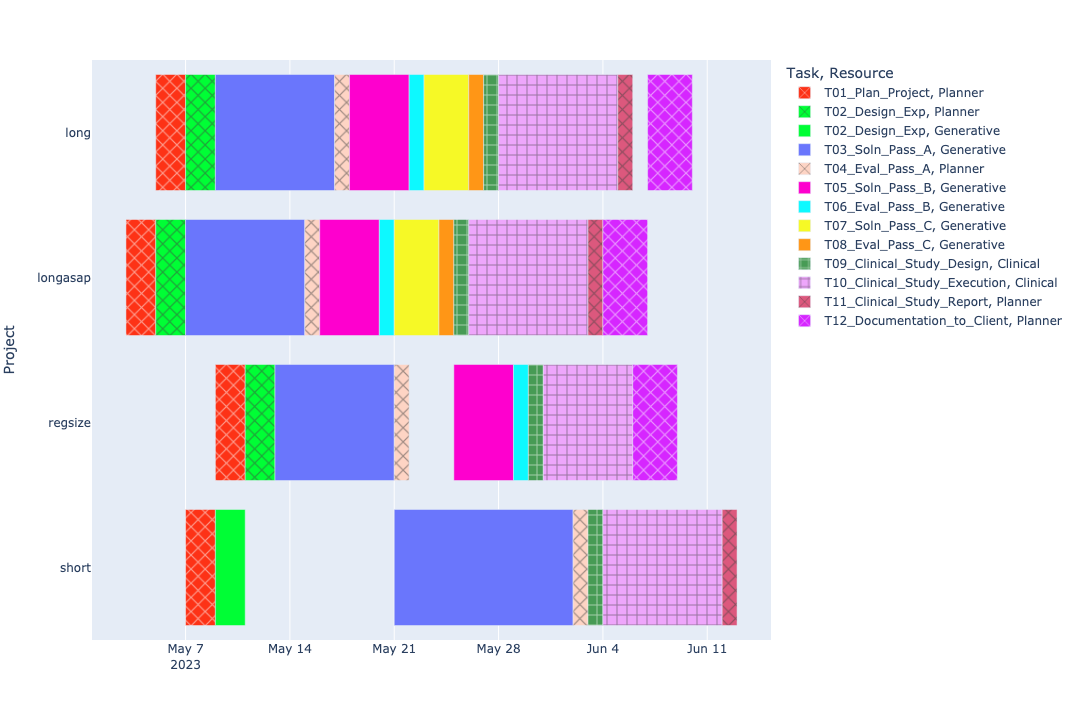 Project
long
longasap
regsize
short
May 7
2023
May 14
May 21
May 28
Jun 4
Jun 11
Task, Resource
T01_Plan_Project, Planner
T02_Design_Exp, Planner
T02_Design_Exp, Generative
T03_Soln_Pass_A, Generative
T04_Eval_Pass_A, Planner
T05_Soln_Pass_B, Generative
T06_Eval_Pass_B, Generative
T07_Soln_Pass_C, Generative
T08_Eval_Pass_C, Generative
T09_Clinical_Study_Design, Clinical
T10_Clinical_Study_Execution, Clinical
T11_Clinical_Study_Report, Planner
T12_Documentation_to_Client, Planner